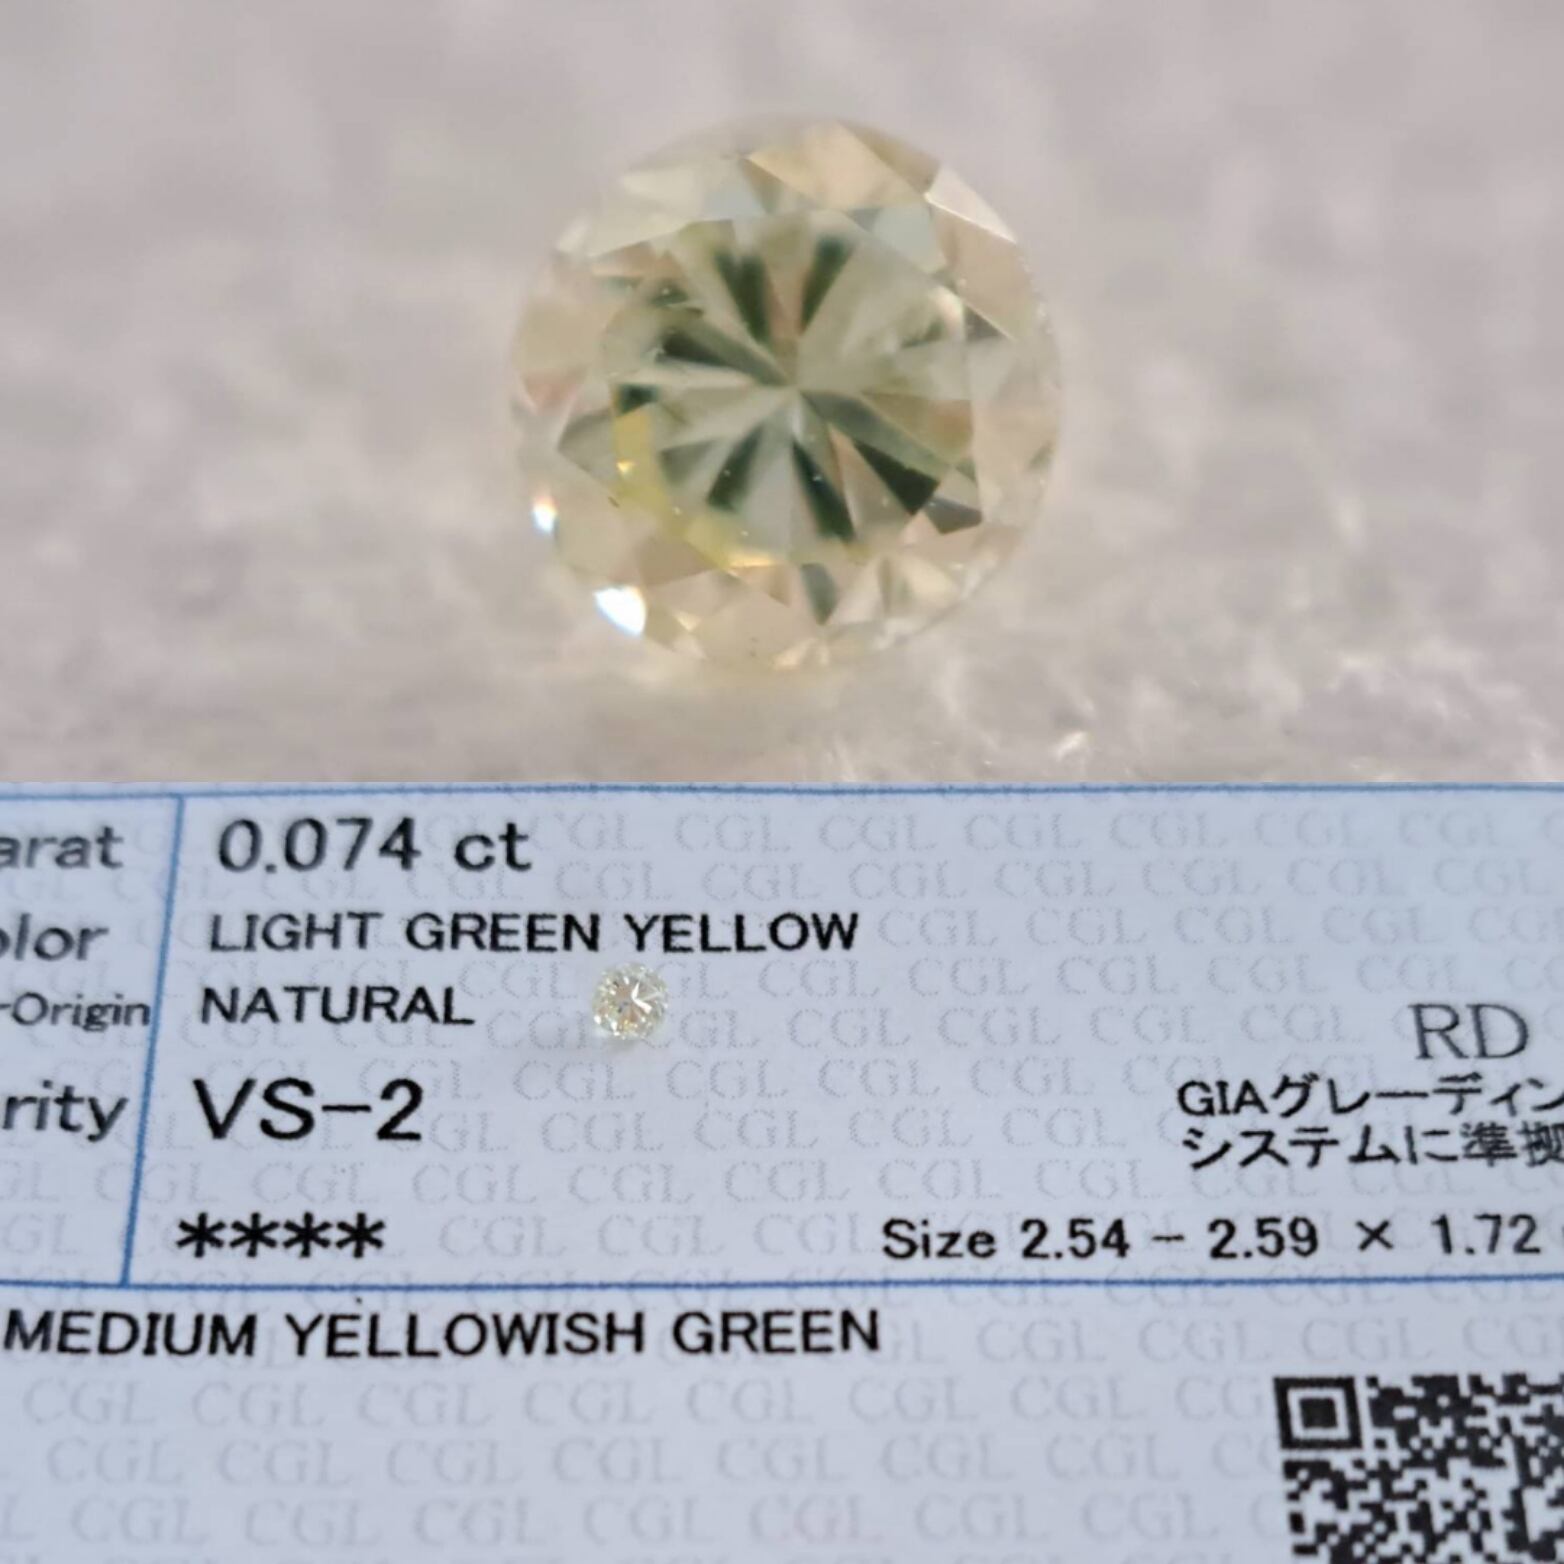 arat 0.074 ct
olor LIGHT GREEN YELLOW
-Origin NATURAL
RD
rity VS-2
GIAグレーディン
システムに準拠
****
Size 2.54 - 2.59 × 1.72
MEDIUM YELLOWISH GREEN
CGL